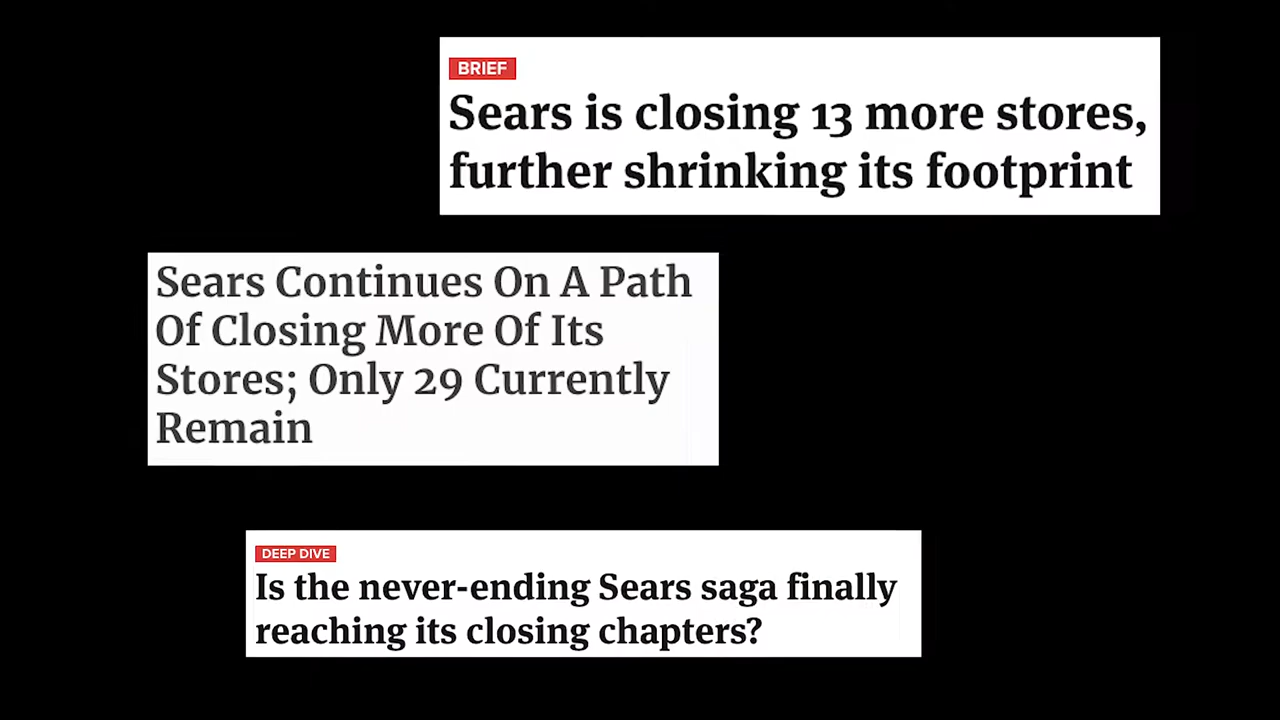 BRIEF
Sears is closing 13 more stores,
further shrinking its footprint
Sears Continues On A Path
Of Closing More Of Its
Stores; Only 29 Currently
Remain
DEEP DIVE
Is the never-ending Sears saga finally
reaching its closing chapters?